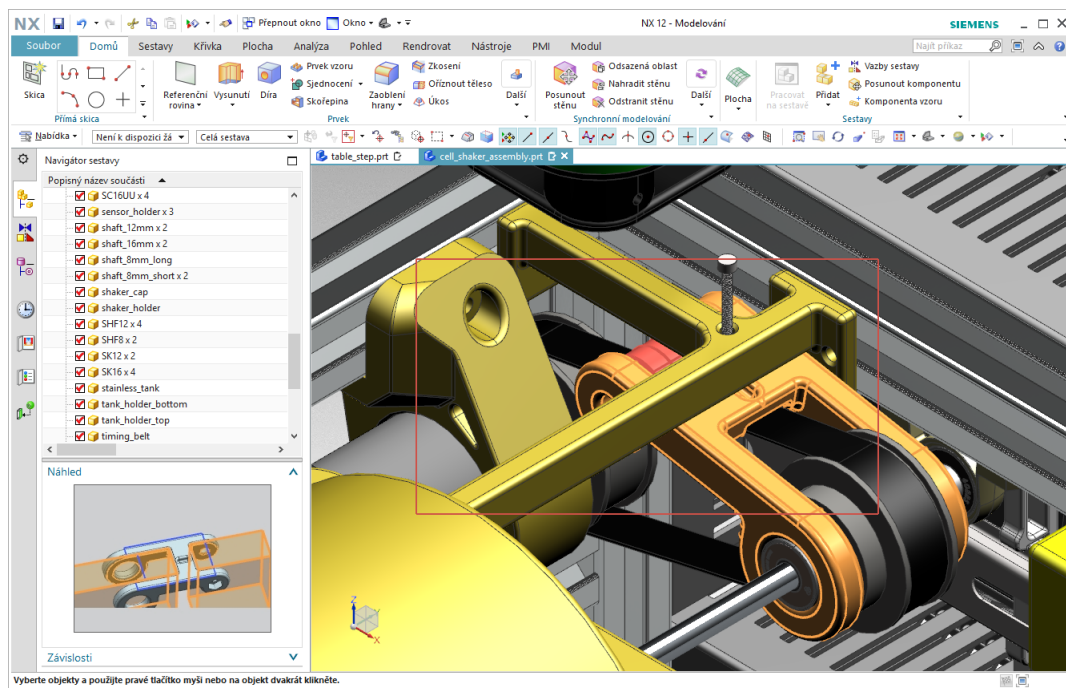 NX
Přepnout okno
Okno
NX 12 - Modelování
SIEMENS
Soubor
Domů
Sestavy
Křivka
Plocha
Analýza
Pohled
Rendrovat
Nástroje
PMI
Modul
Najít příkaz
Skica
Přímá skica
Referenční rovina
Vysunutí
Díra
Prvek vzoru
Sjednocení
Skořepina
Zaoblení hrany
Zkosení
Oříznout těleso
Úkos
Další
Prvek
Posunout stěnu
Odsazená oblast
Nahradit stěnu
Odstranit stěnu
Další
Synchronní modelování
Plocha
Pracovat na sestavě
Přidat
Vazby sestavy
Posunout komponentu
Komponenta vzoru
Sestavy
Nabídka
Není k dispozici žá
Celá sestava
Navigátor sestavy
table_step.prt
cell_shaker_assembly.prt
Popisný název součásti
SC16UU x 4
sensor_holder x 3
shaft_12mm x 2
shaft_16mm x 2
shaft_8mm_long
shaft_8mm_short x 2
shaker_cap
shaker_holder
SHF12 x 4
SHF8 x 2
SK12 x 2
SK16 x 4
stainless_tank
tank_holder_bottom
tank_holder_top
timing_belt
Náhled
Z
X
Závislosti
Vyberte objekty a použijte pravé tlačítko myši nebo na objekt dvakrát klikněte.